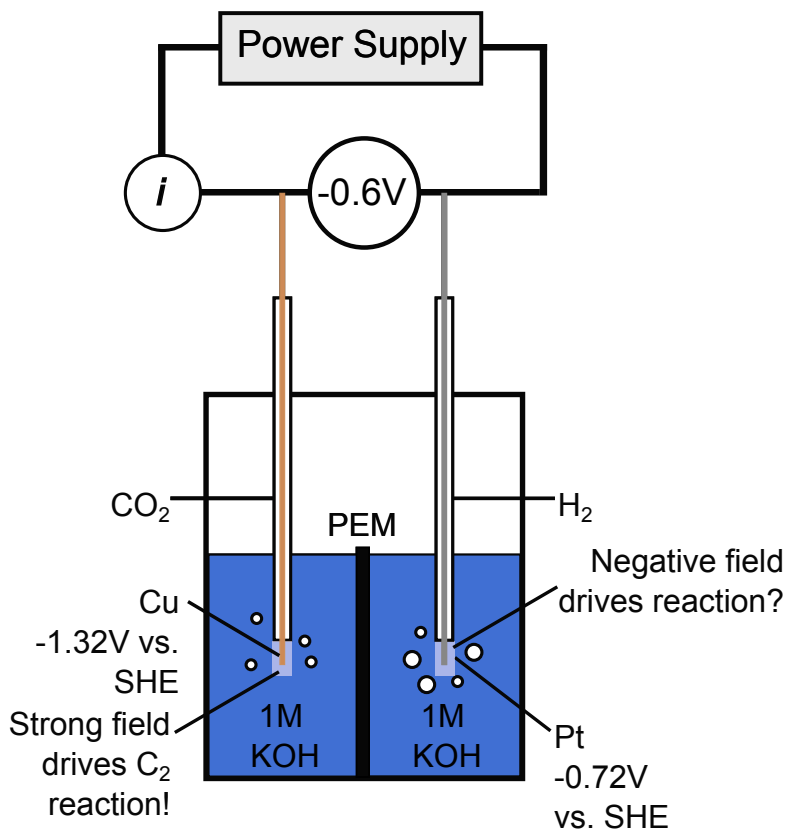 Power Supply
i
-0.6V
CO₂
PEM
H₂
Cu
-1.32V vs.
SHE
Strong field
drives C₂
reaction!
1M
KOH
1M
KOH
Negative field
drives reaction?
Pt
-0.72V
vs. SHE